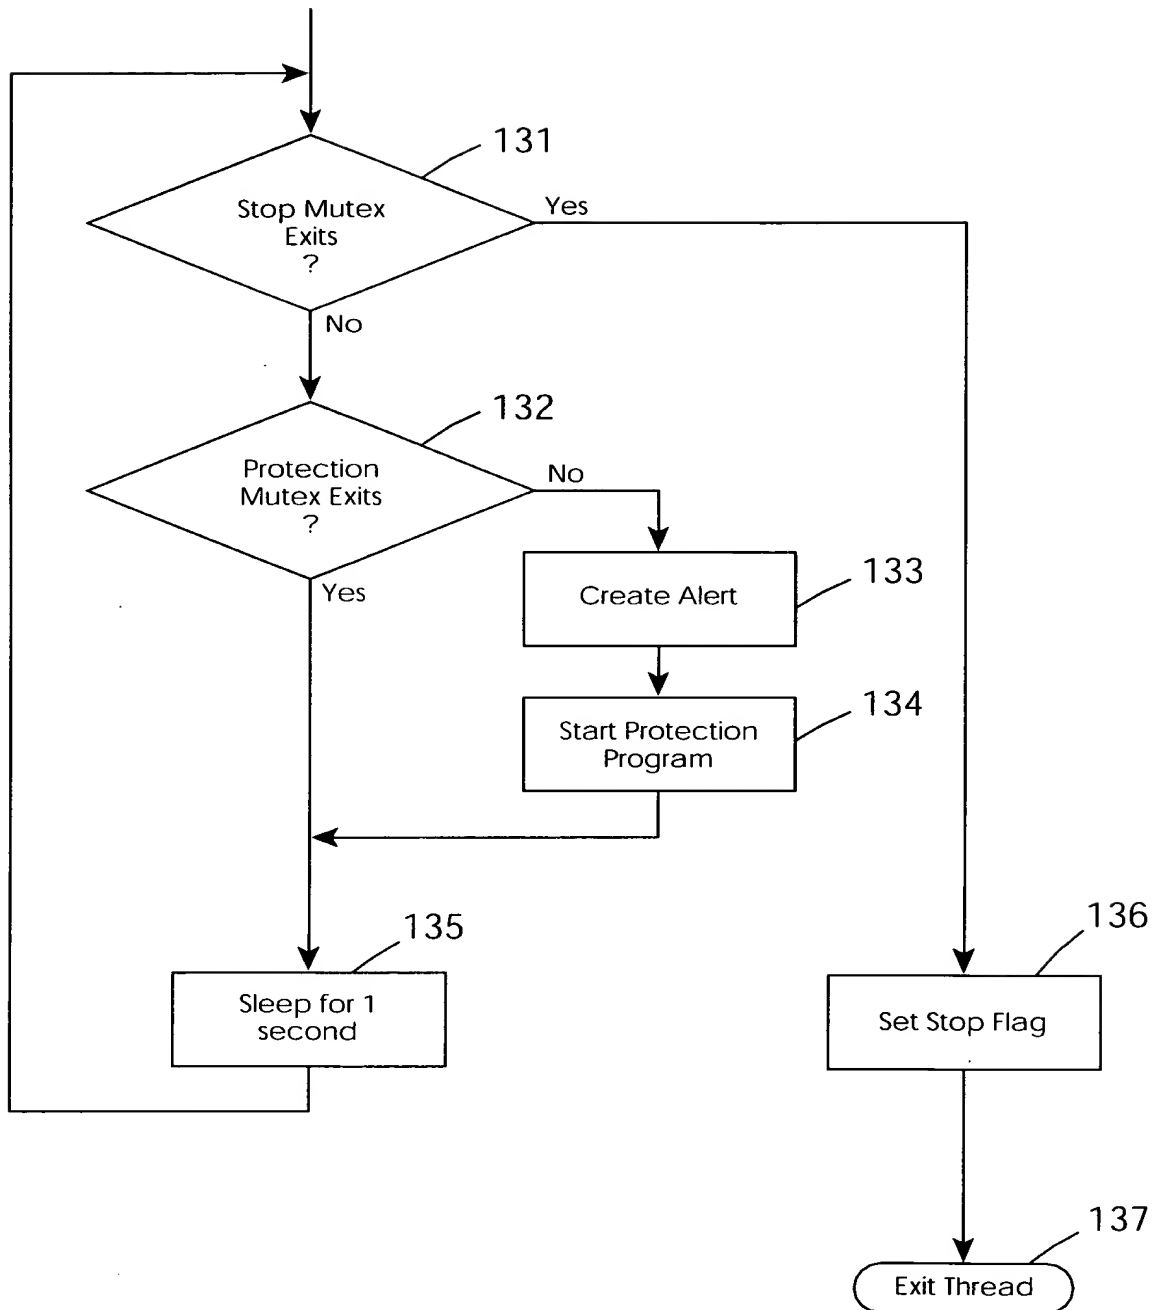 131
Stop Mutex
Exits
?
Yes
No
132
Protection
Mutex Exits
?
No
Yes
133
Create Alert
134
Start Protection
Program
135
Sleep for 1
second
136
Set Stop Flag
137
Exit Thread